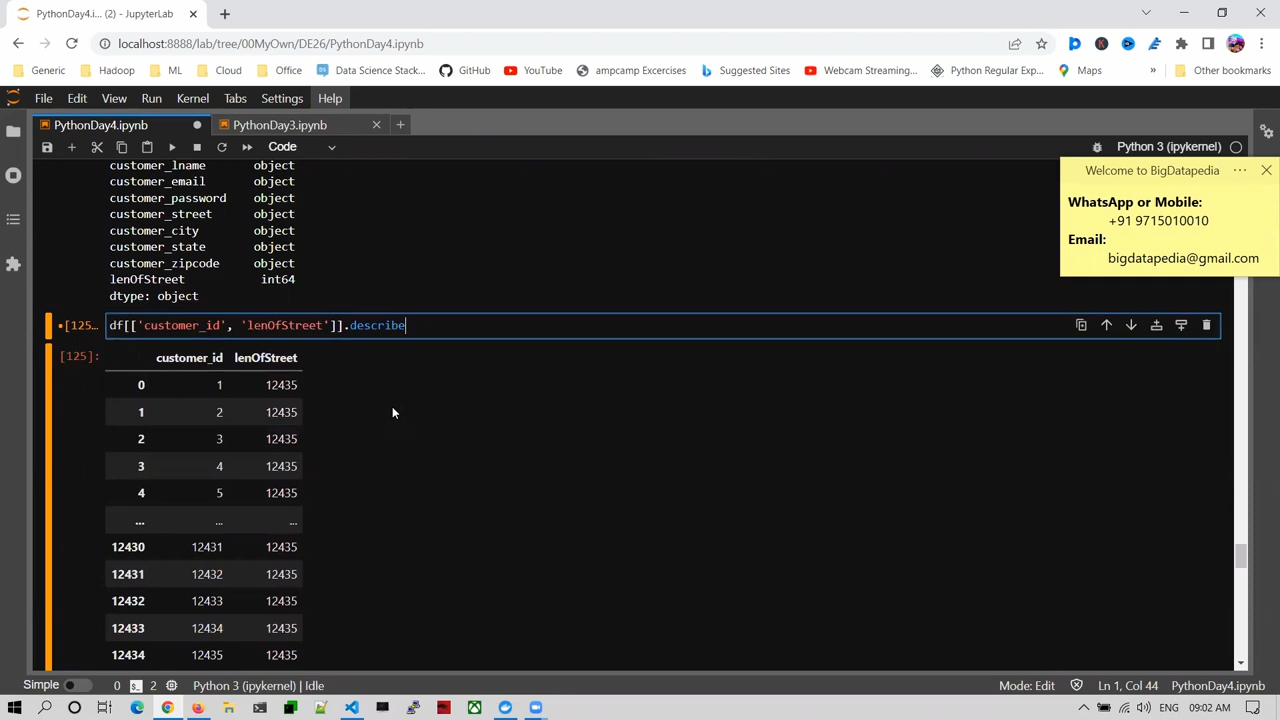 PythonDay4.i... (2) - JupyterLab
localhost:8888/lab/tree/00MyOwn/DE26/PythonDay4.ipynb
Generic Hadoop ML Cloud Office Data Science Stack... GitHub YouTube ampcamp Excercises Suggested Sites Webcam Streaming... Python Regular Exp... Maps » Other bookmarks
File Edit View Run Kernel Tabs Settings Help
PythonDay4.ipynb PythonDay3.ipynb
Code Python 3 (ipykernel)
customer_lname object
customer_email object
customer_password object
customer_street object
customer_city object
customer_state object
customer_zipcode object
lenOfStreet int64
dtype: object
Welcome to BigDatapedia ...
WhatsApp or Mobile:
+91 9715010010
Email:
bigdatapedia@gmail.com
[125... df[['customer_id', 'lenOfStreet']].describe
[125]: customer_id lenOfStreet
0 1 12435
1 2 12435
2 3 12435
3 4 12435
4 5 12435
... ... ...
12430 12431 12435
12431 12432 12435
12432 12433 12435
12433 12434 12435
12434 12435 12435
Simple 0 2 Python 3 (ipykernel) | Idle Mode: Edit Ln 1, Col 44 PythonDay4.ipynb
ENG 09:02 AM